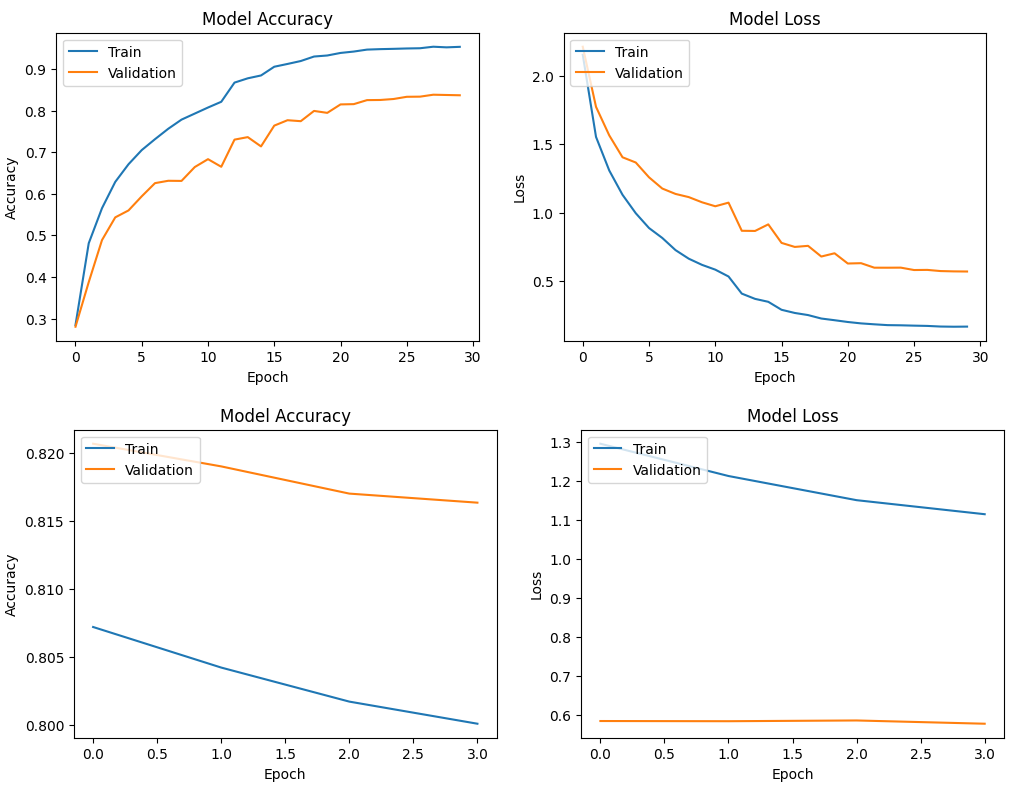 Model Accuracy
Train
Validation
Accuracy
0.9
0.8
0.7
0.6
0.5
0.4
0.3
0 5 10 15 20 25 30
Epoch
Model Loss
Train
Validation
Loss
2.0
1.5
1.0
0.5
0 5 10 15 20 25 30
Epoch
Model Accuracy
Train
Validation
Accuracy
0.820
0.815
0.810
0.805
0.800
0.0 0.5 1.0 1.5 2.0 2.5 3.0
Epoch
Model Loss
Train
Validation
Loss
1.3
1.2
1.1
1.0
0.9
0.8
0.7
0.6
0.0 0.5 1.0 1.5 2.0 2.5 3.0
Epoch